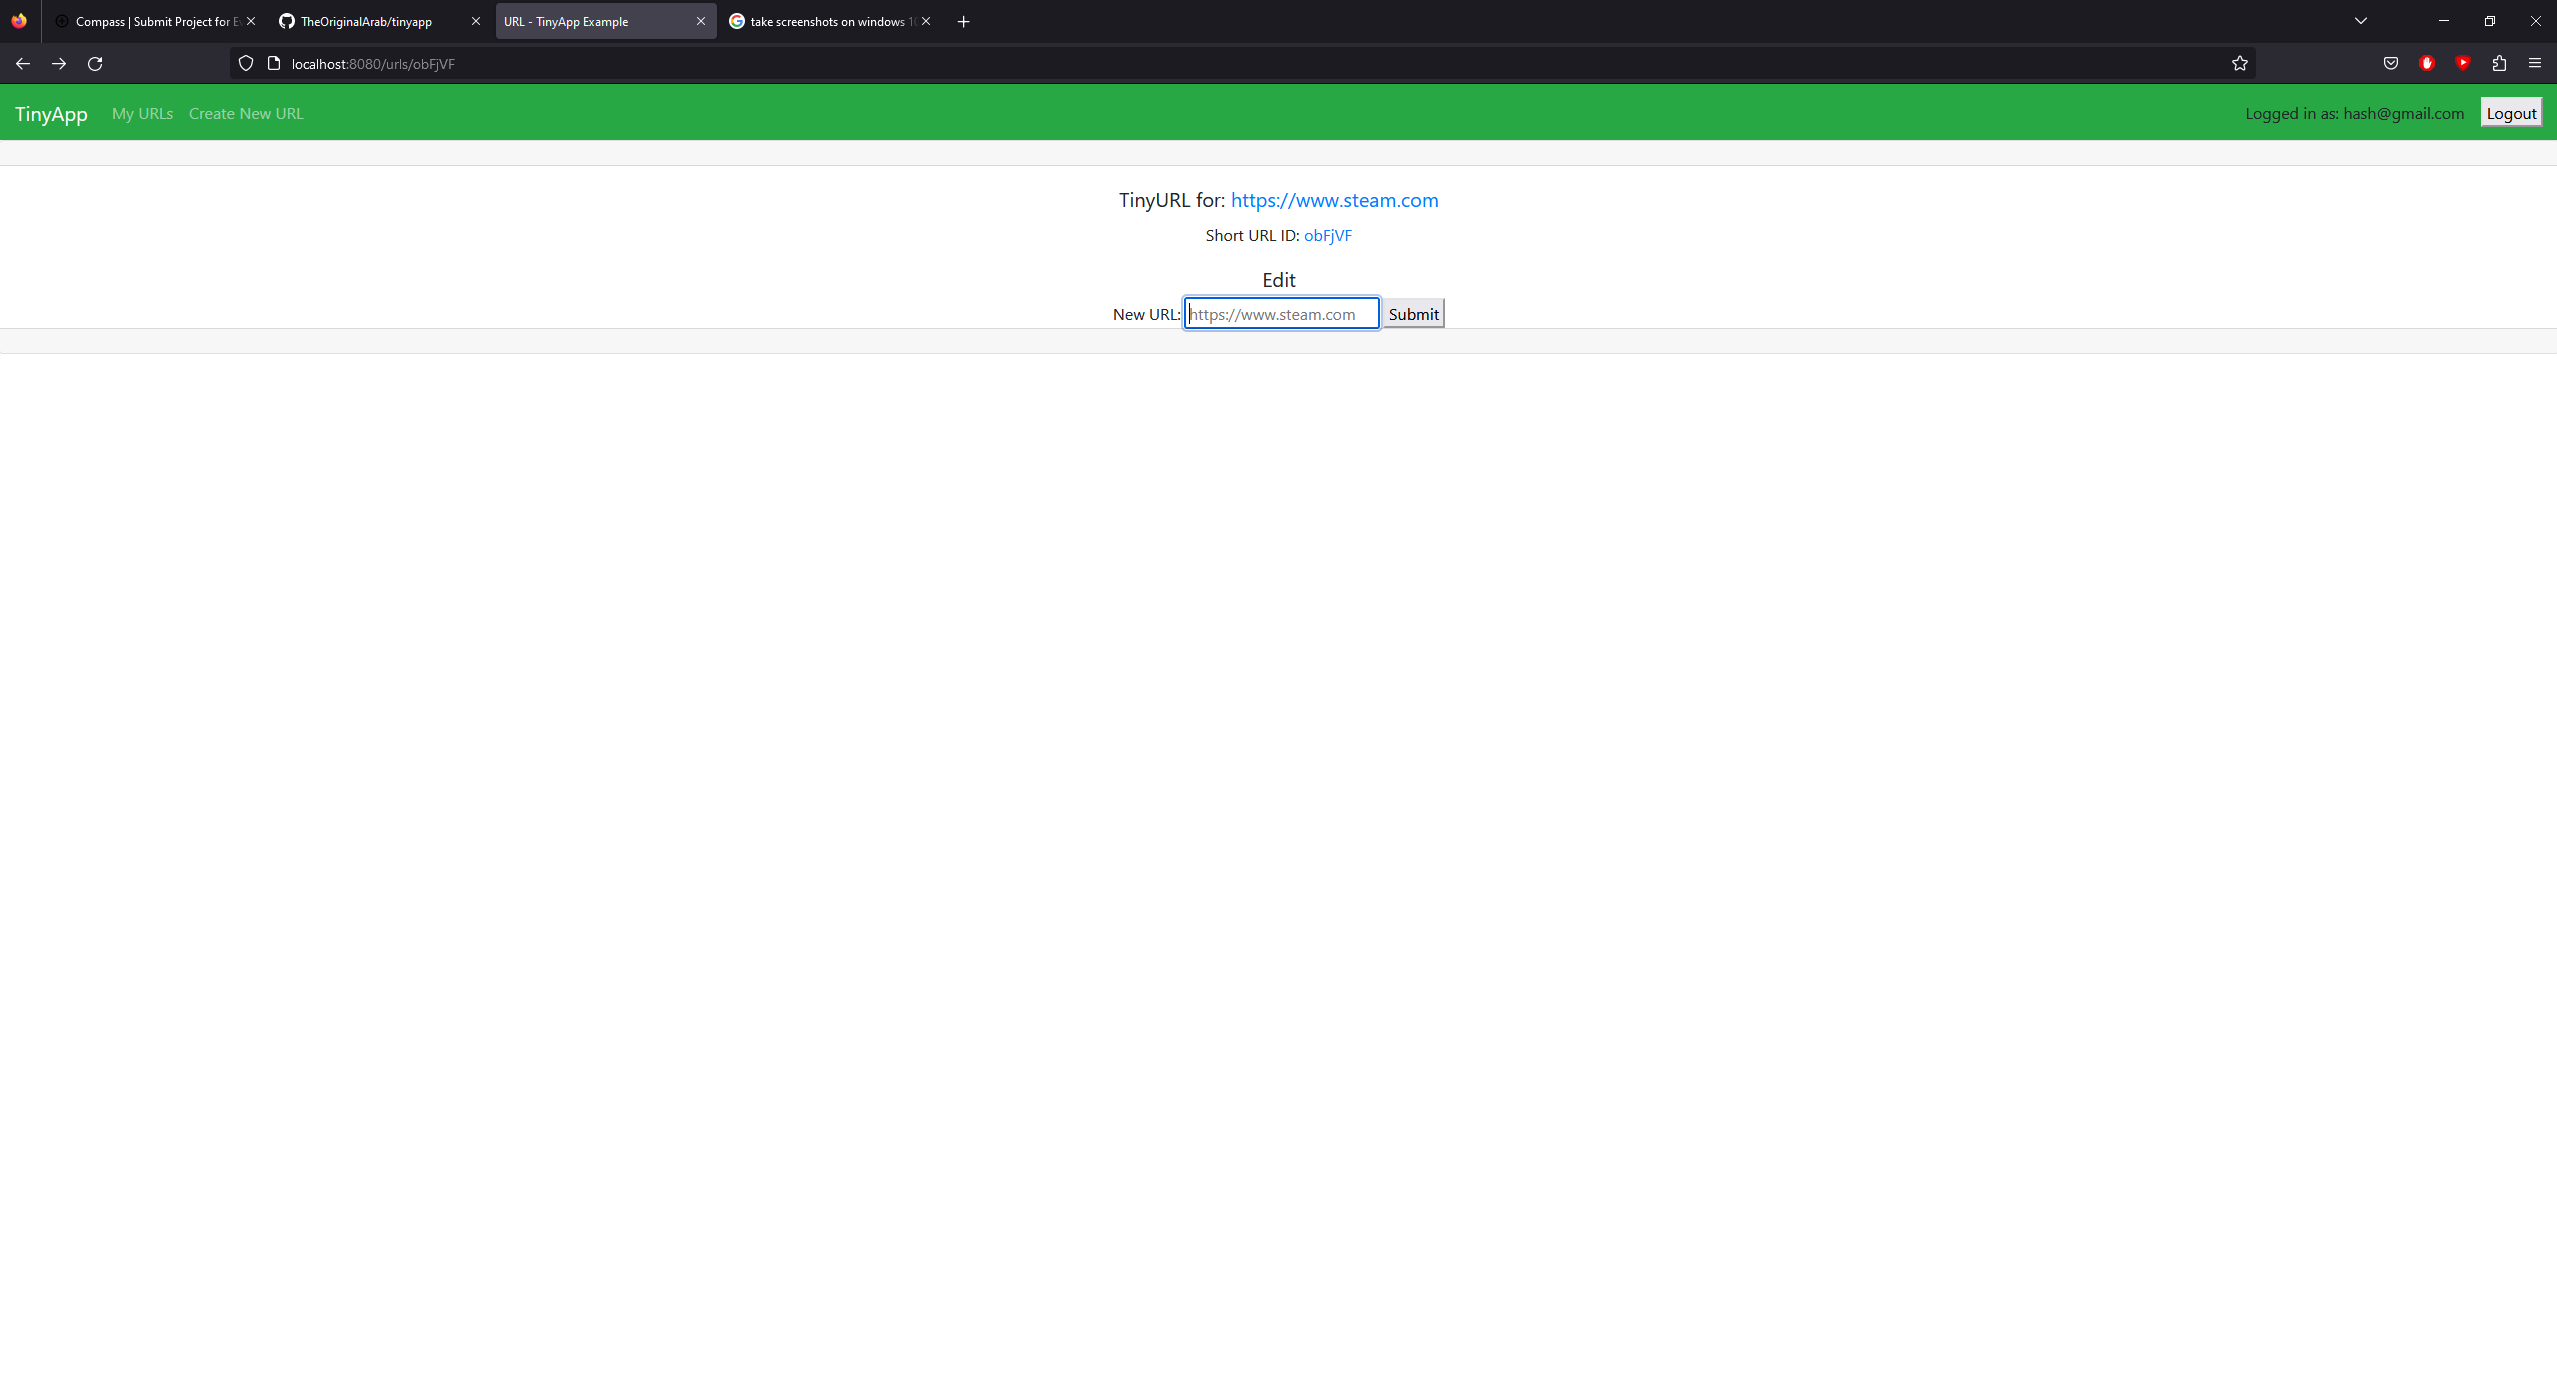 Compass | Submit Project for Ev
TheOriginalArab/tinyapp
URL - TinyApp Example
take screenshots on windows 10
localhost:8080/urls/obFjVF
TinyApp My URLs Create New URL Logged in as: hash@gmail.com Logout
TinyURL for: https://www.steam.com
Short URL ID: obFjVF
Edit
New URL: https://www.steam.com Submit